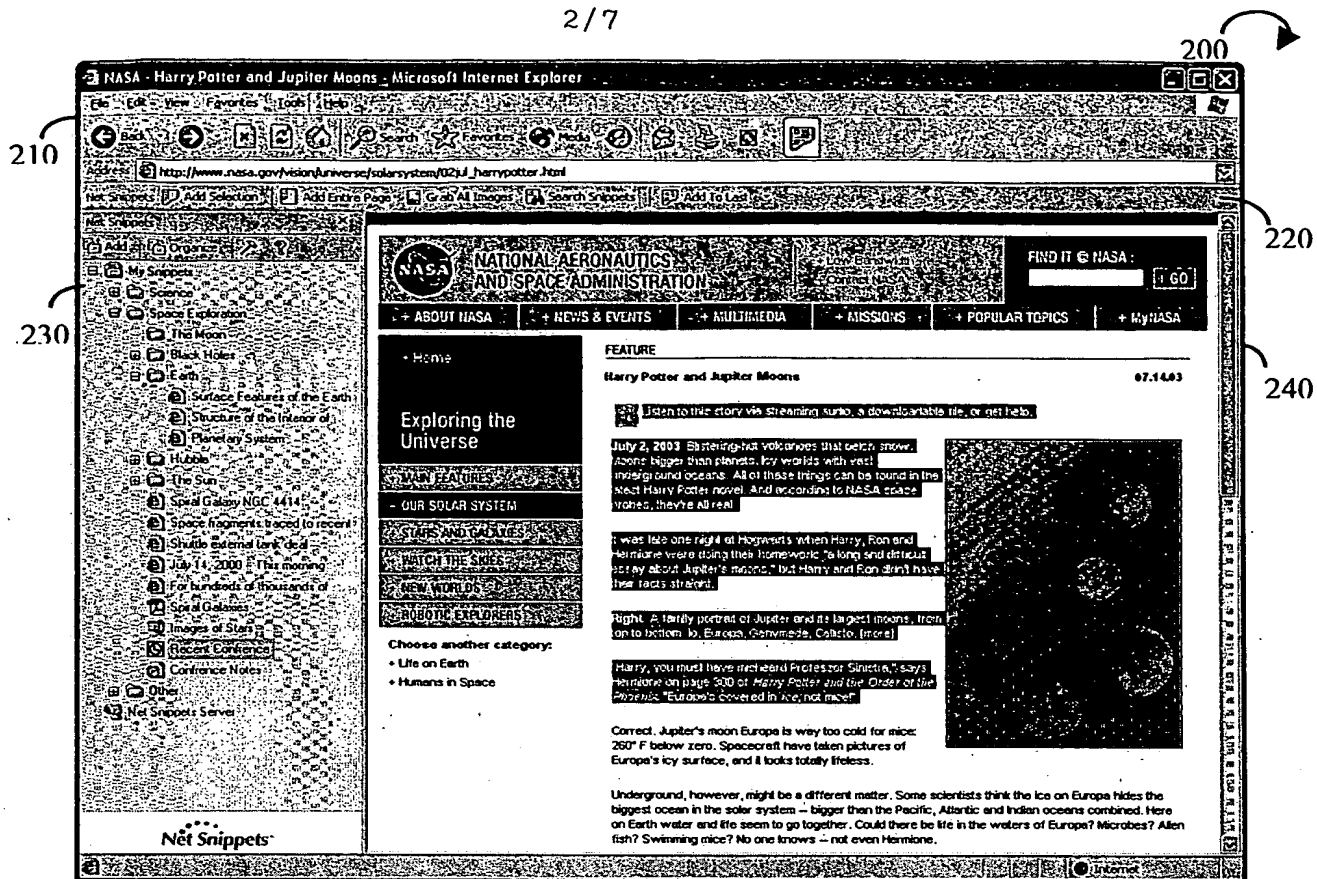 2/7
200
NASA - Harry Potter and Jupiter Moons - Microsoft Internet Explorer
File Edit View Favorites Tools Help
210
Back Search Favorites Media
Address http://www.nasa.gov/vision/universe/solarsystem/02jul_harrypotter.html
Net Snippets Add Selection Add Entire Page Grab All Images Search Snippets Add To Last
220
Net Snippets
Add Organize
230
My Snippets
Science
Space Exploration
The Moon
Black Holes
Earth
Surface Features of the Earth
Structure of the Interior of
Planetary System
Hubble
The Sun
Spiral Galaxy NGC 4414
Space fragments traced to recent
Shuttle external tank deal
July 11, 2000 - This morning
For hundreds of thousands of
Spiral Galaxies
Images of Stars
Recent Confrence
Confrence Notes
Other
Net Snippets Server
Net Snippets
NASA
NATIONAL AERONAUTICS
AND SPACE ADMINISTRATION
FIND IT @ NASA:
+ GO
+ ABOUT NASA + NEWS & EVENTS + MULTIMEDIA + MISSIONS + POPULAR TOPICS + MyNASA
240
+ Home
Exploring the
Universe
+ MAIN FEATURES
- OUR SOLAR SYSTEM
+ STARS AND GALAXIES
+ WATCH THE SKIES
+ NEW WORLDS
+ ROBOTIC EXPLORERS
Choose another category:
+ Life on Earth
+ Humans in Space
FEATURE
Harry Potter and Jupiter Moons 07.14.03
Listen to this story via streaming audio, a downloadable file, or get help.
July 2, 2003 Blistering-hot volcanoes that belch snow.
Moons bigger than planets. Icy worlds with vast
underground oceans. All of these things can be found in the
latest Harry Potter novel. And according to NASA space
probes, they're all real.
It was late one night at Hogwarts when Harry, Ron and
Hermione were doing their homework, "a long and difficult
essay about Jupiter's moons," but Harry and Ron didn't have
their facts straight.
Right: A family portrait of Jupiter and its largest moons, from
top to bottom: Io, Europa, Ganymede, Callisto. [more]
"Harry, you must have misheard Professor Sinistra," says
Hermione on page 300 of Harry Potter and the Order of the
Phoenix. "Europa's covered in ice, not mice!"
Correct. Jupiter's moon Europa is way too cold for mice:
260° F below zero. Spacecraft have taken pictures of
Europa's icy surface, and it looks totally lifeless.
Underground, however, might be a different matter. Some scientists think the ice on Europa hides the
biggest ocean in the solar system -- bigger than the Pacific, Atlantic and Indian oceans combined. Here
on Earth water and life seem to go together. Could there be life in the waters of Europa? Microbes? Alien
fish? Swimming mice? No one knows -- not even Hermione.
Internet